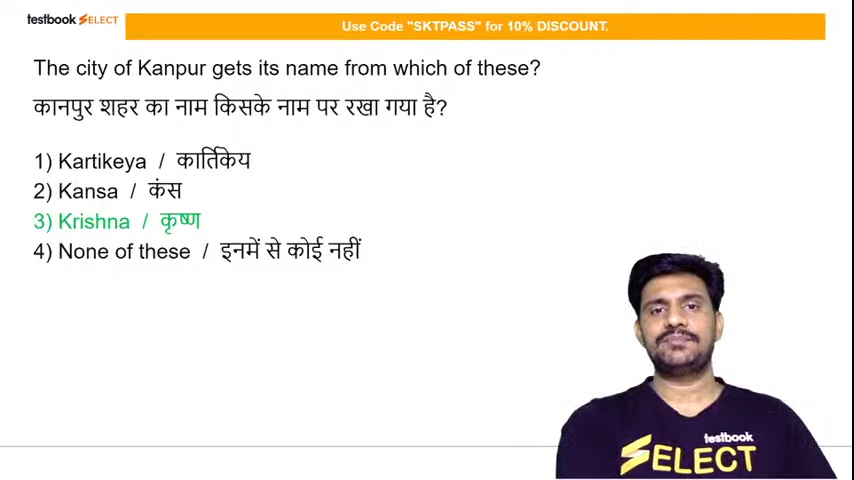 testbook SELECT
Use Code "SKTPASS" for 10% DISCOUNT.
The city of Kanpur gets its name from which of these?
कानपुर शहर का नाम किसके नाम पर रखा गया है?
1) Kartikeya / कार्तिकेय
2) Kansa / कंस
3) Krishna / कृष्ण
4) None of these / इनमें से कोई नहीं
testbook
SELECT